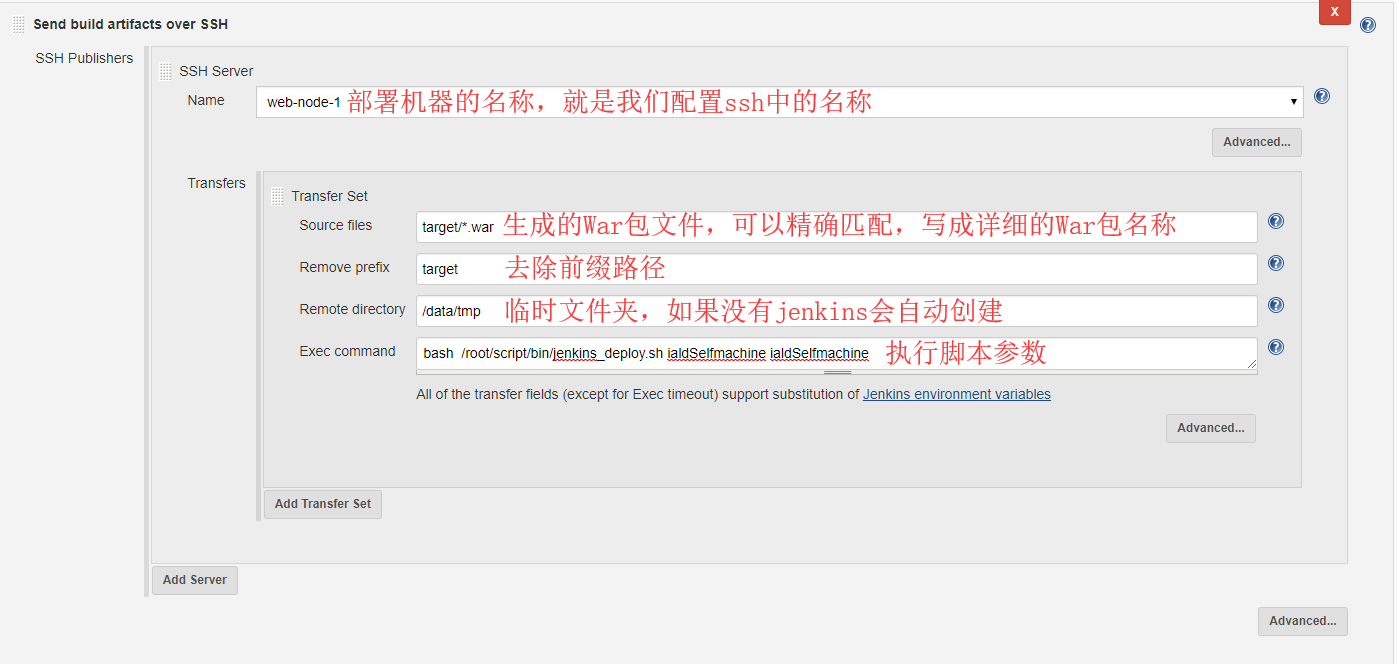 Send build artifacts over SSH
X
SSH Publishers
SSH Server
Name
web-node-1 部署机器的名称，就是我们配置ssh中的名称
Advanced...
Transfers
Transfer Set
Source files
target/*.war 生成的War包文件，可以精确匹配，写成详细的War包名称
Remove prefix
target 去除前缀路径
Remote directory
/data/tmp 临时文件夹，如果没有jenkins会自动创建
Exec command
bash /root/script/bin/jenkins_deploy.sh ialdSelfmachine ialdSelfmachine 执行脚本参数
All of the transfer fields (except for Exec timeout) support substitution of Jenkins environment variables
Advanced...
Add Transfer Set
Add Server
Advanced...